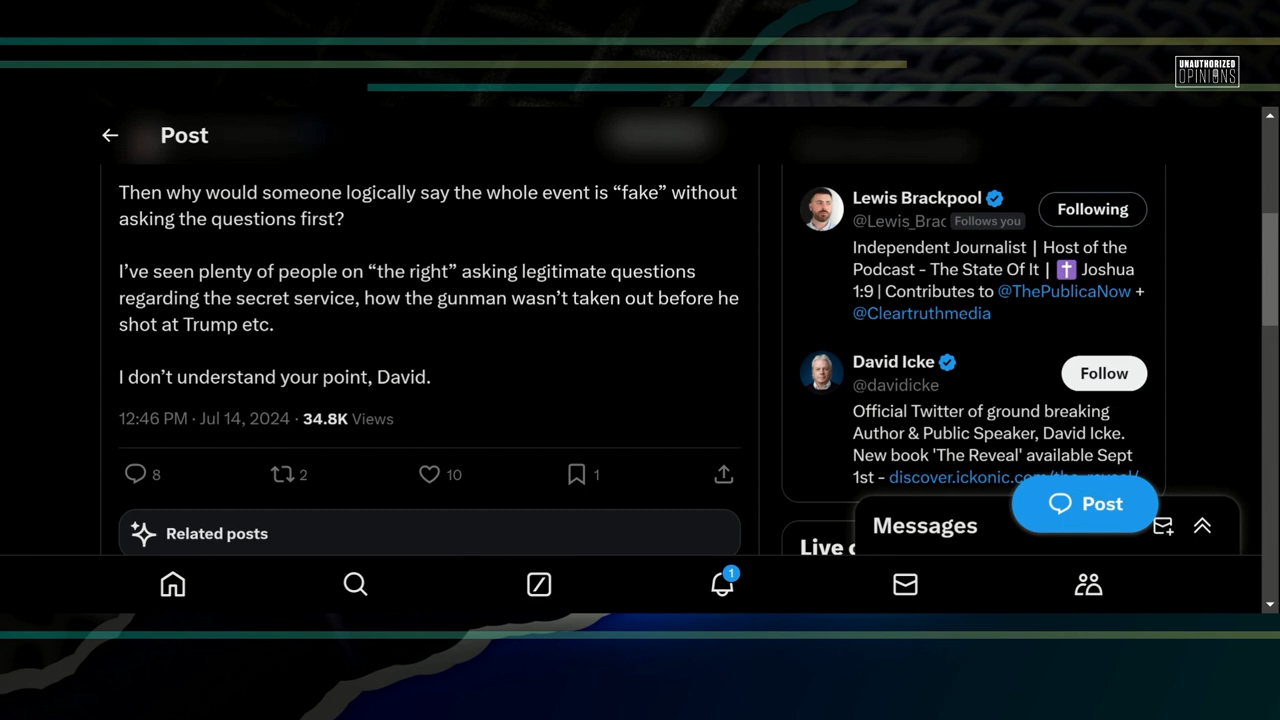 UNAUTHORIZED
OPINIONS
Post
Then why would someone logically say the whole event is “fake” without
asking the questions first?
I’ve seen plenty of people on “the right” asking legitimate questions
regarding the secret service, how the gunman wasn’t taken out before he
shot at Trump etc.
I don’t understand your point, David.
12:46 PM · Jul 14, 2024 · 34.8K Views
8 2 10 1
Related posts
Lewis Brackpool
@Lewis_Brac Follows you
Following
Independent Journalist | Host of the
Podcast - The State Of It | ✝️ Joshua
1:9 | Contributes to @ThePublicaNow +
@Cleartruthmedia
David Icke
@davidicke
Follow
Official Twitter of ground breaking
Author & Public Speaker, David Icke.
New book 'The Reveal' available Sept
1st - discover.ickonic.com/the-reveal/
Live
Post
Messages
1